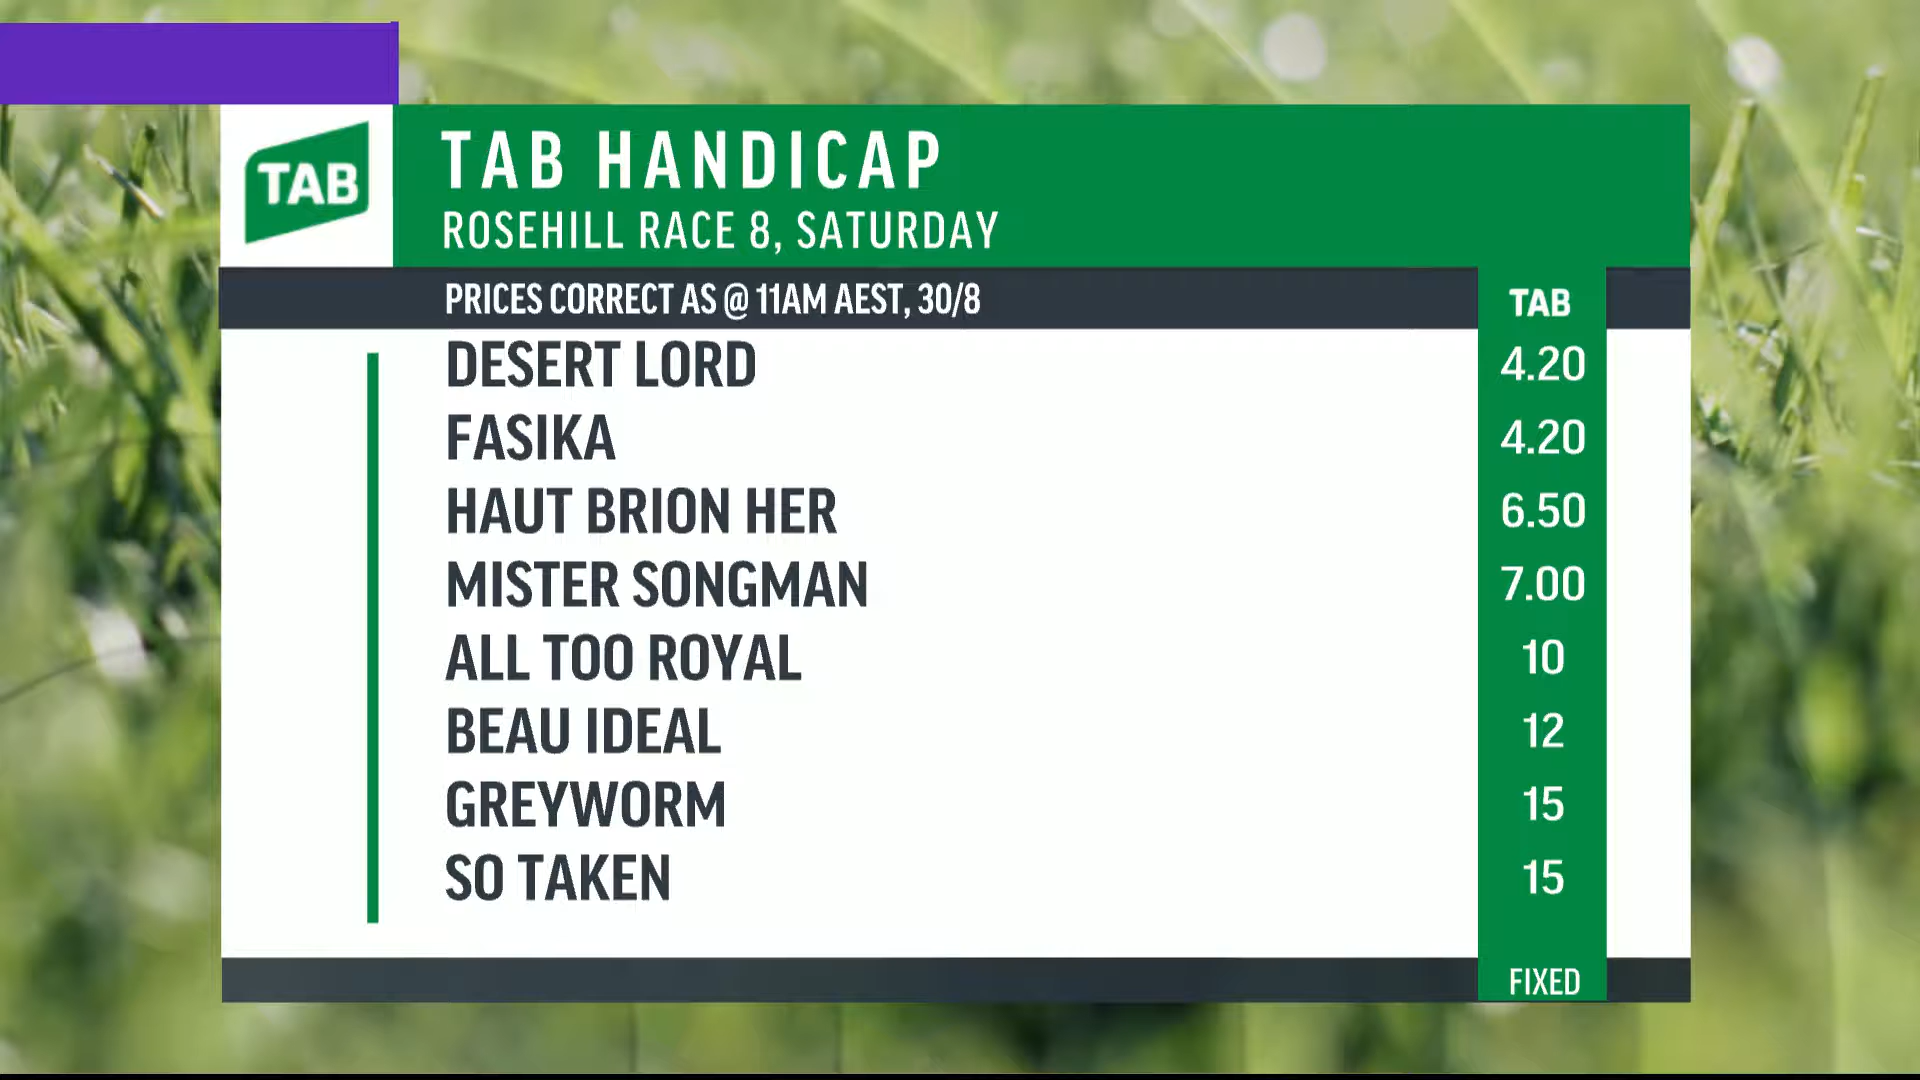 TAB
TAB HANDICAP
ROSEHILL RACE 8, SATURDAY
PRICES CORRECT AS @ 11AM AEST, 30/8 TAB
DESERT LORD 4.20
FASIKA 4.20
HAUT BRION HER 6.50
MISTER SONGMAN 7.00
ALL TOO ROYAL 10
BEAU IDEAL 12
GREYWORM 15
SO TAKEN 15
FIXED